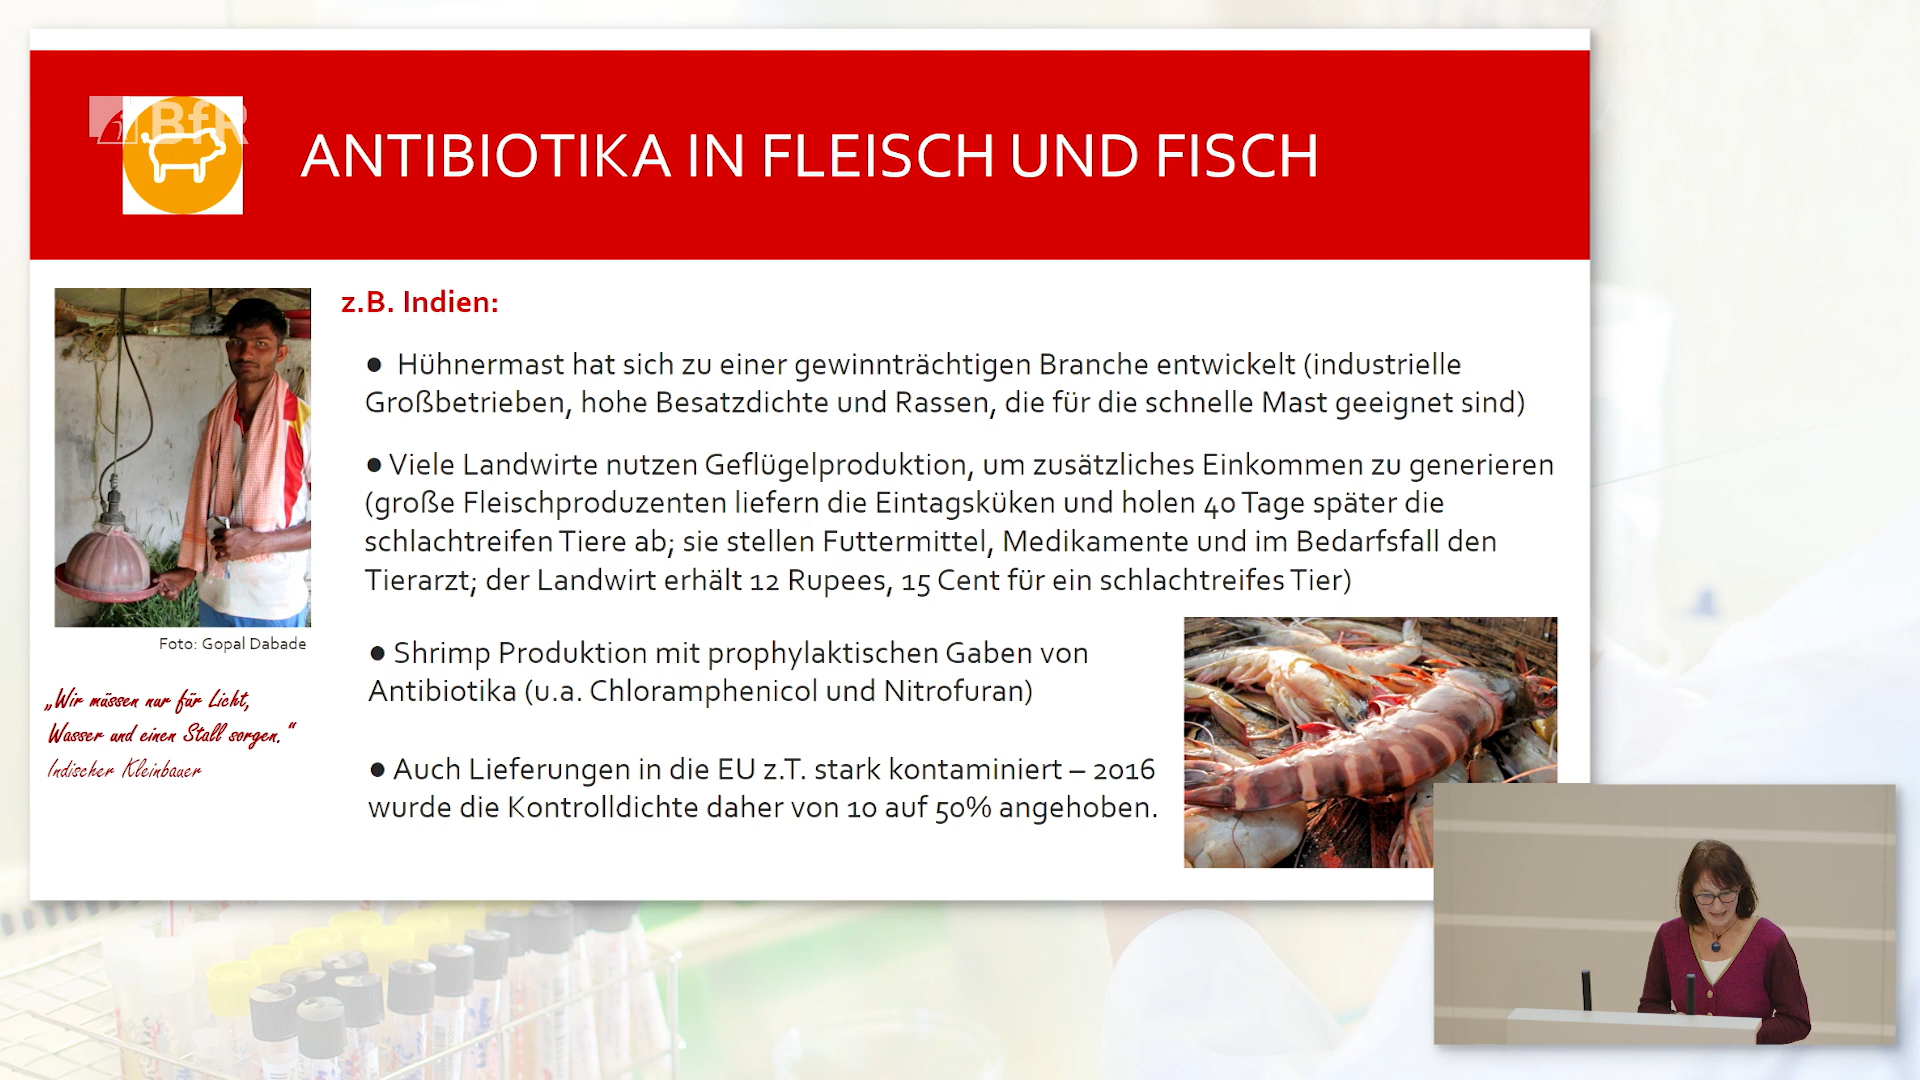 BfR
ANTIBIOTIKA IN FLEISCH UND FISCH
z.B. Indien:
● Hühnermast hat sich zu einer gewinnträchtigen Branche entwickelt (industrielle
Großbetrieben, hohe Besatzdichte und Rassen, die für die schnelle Mast geeignet sind)
● Viele Landwirte nutzen Geflügelproduktion, um zusätzliches Einkommen zu generieren
(große Fleischproduzenten liefern die Eintagsküken und holen 40 Tage später die
schlachtreifen Tiere ab; sie stellen Futtermittel, Medikamente und im Bedarfsfall den
Tierarzt; der Landwirt erhält 12 Rupees, 15 Cent für ein schlachtreifes Tier)
● Shrimp Produktion mit prophylaktischen Gaben von
Antibiotika (u.a. Chloramphenicol und Nitrofuran)
● Auch Lieferungen in die EU z.T. stark kontaminiert – 2016
wurde die Kontrolldichte daher von 10 auf 50% angehoben.
Foto: Gopal Dabade
„Wir müssen nur für Licht,
Wasser und einen Stall sorgen."
Indischer Kleinbauer